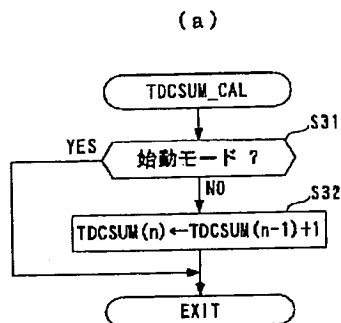 (a)
TDCSUM_CAL
S31
YES
始動モード ?
NO
S32
TDCSUM(n)←TDCSUM(n-1)+1
EXIT